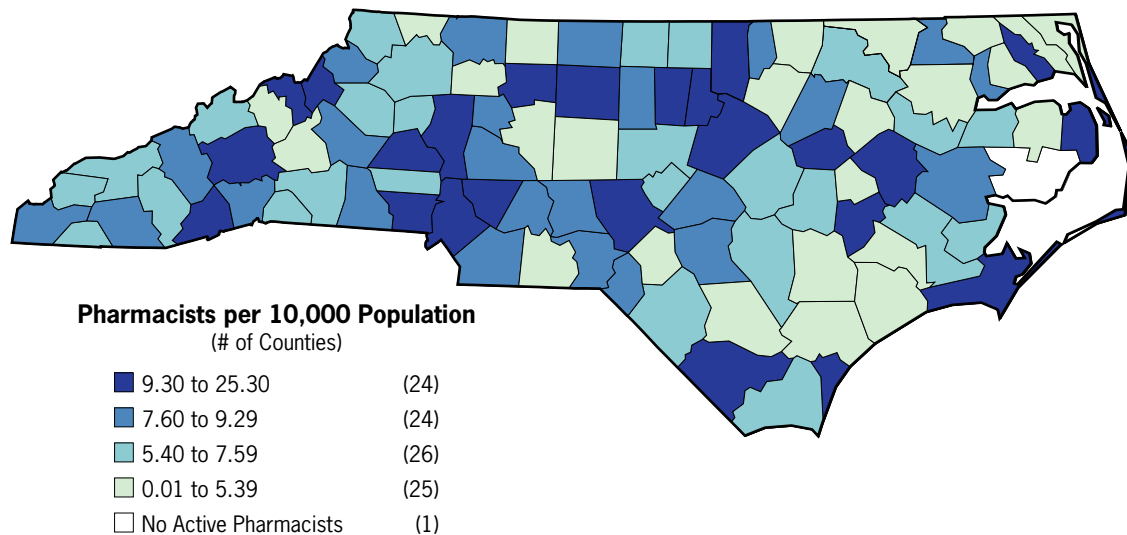 Pharmacists per 10,000 Population
(# of Counties)
9.30 to 25.30 (24)
7.60 to 9.29 (24)
5.40 to 7.59 (26)
0.01 to 5.39 (25)
No Active Pharmacists (1)